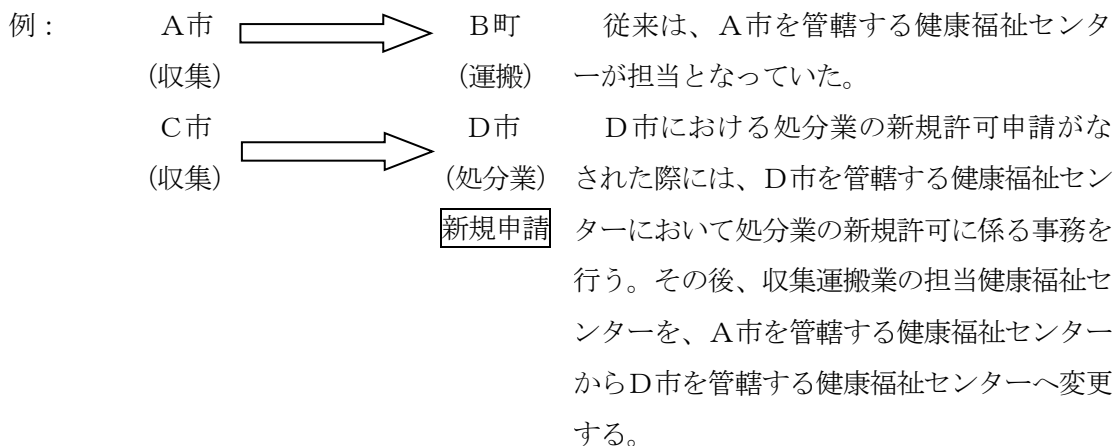 例： A市 B町 従来は、A市を管轄する健康福祉センタ
(収集) (運搬) ーが担当となっていた。
C市 D市 D市における処分業の新規許可申請がな
(収集) (処分業) された際には、D市を管轄する健康福祉セン
新規申請 ターにおいて処分業の新規許可に係る事務を
行う。その後、収集運搬業の担当健康福祉セ
ンターを、A市を管轄する健康福祉センター
からD市を管轄する健康福祉センターへ変更
する。